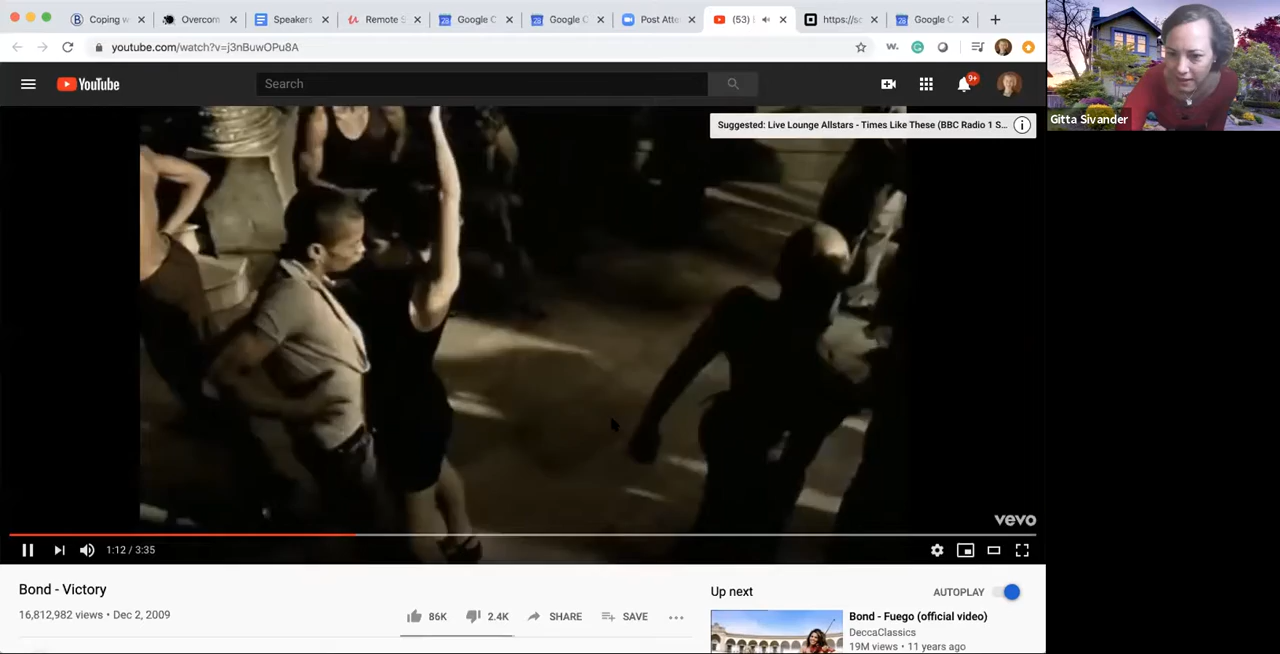 Coping w
Overcom
Speakers
Remote S
Google C
Google C
Post Atte
(53)
https://sc
Google C
youtube.com/watch?v=j3nBuwOPu8A
W.
YouTube
Search
9+
Gitta Sivander
Suggested: Live Lounge Allstars - Times Like These (BBC Radio 1 S...
vevo
1:12 / 3:35
Bond - Victory
16,812,982 views • Dec 2, 2009
86K
2.4K
SHARE
SAVE
Up next
AUTOPLAY
Bond - Fuego (official video)
DeccaClassics
19M views • 11 years ago